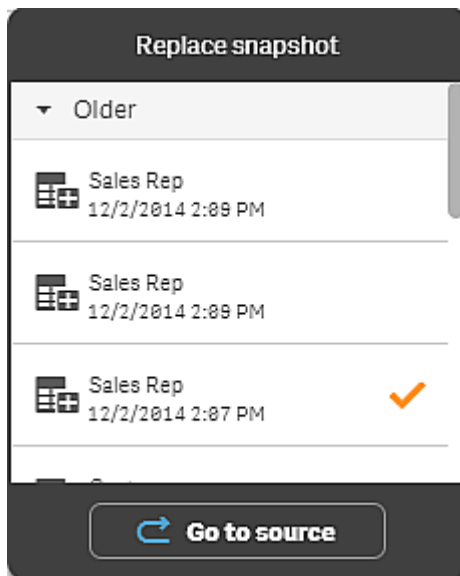 Replace snapshot
Older
Sales Rep
12/2/2014 2:09 PM
Sales Rep
12/2/2014 2:09 PM
Sales Rep
12/2/2014 2:07 PM
Go to source